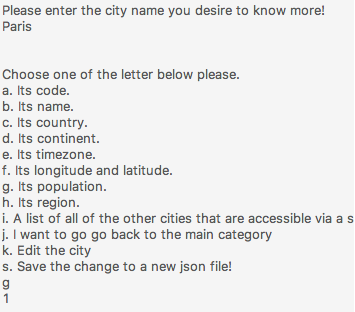 Please enter the city name you desire to know more!
Paris
Choose one of the letter below please.
a. Its code.
b. Its name.
c. Its country.
d. Its continent.
e. Its timezone.
f. Its longitude and latitude.
g. Its population.
h. Its region.
i. A list of all of the other cities that are accessible via a s
j. I want to go go back to the main category
k. Edit the city
s. Save the change to a new json file!
g
1